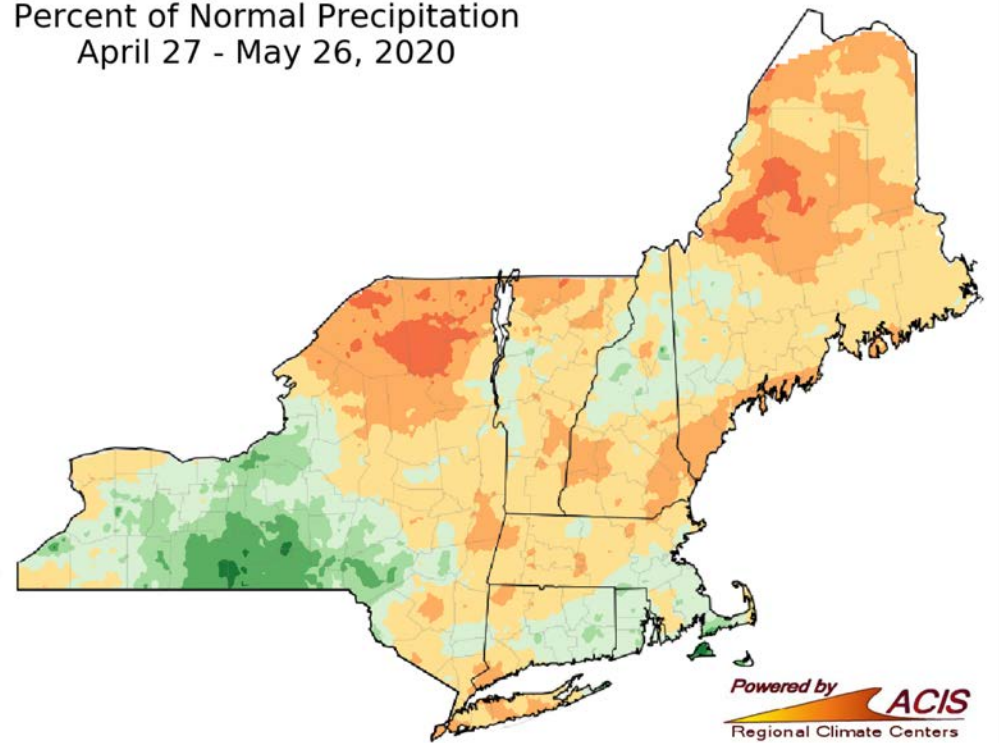 Percent of Normal Precipitation
April 27 - May 26, 2020
Powered by
ACIS
Regional Climate Centers